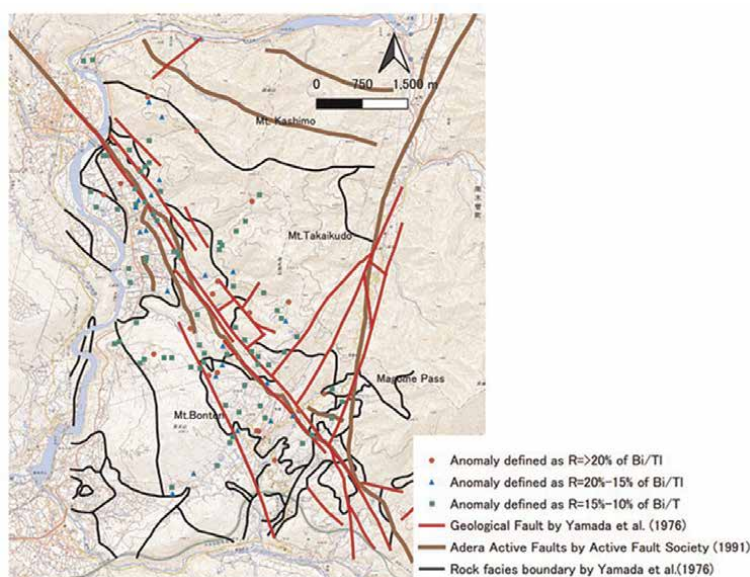 0 750 1,500 m
Mt. Kashimo
Mt.Takaikudo
Magome Pass
Mt.Bonten
Anomaly defined as R=>20% of Bi/Tl
Anomaly defined as R=20%-15% of Bi/Tl
Anomaly defined as R=15%-10% of Bi/T
Geological Fault by Yamada et al. (1976)
Adera Active Faults by Active Fault Society (1991)
Rock facies boundary by Yamada et al.(1976)